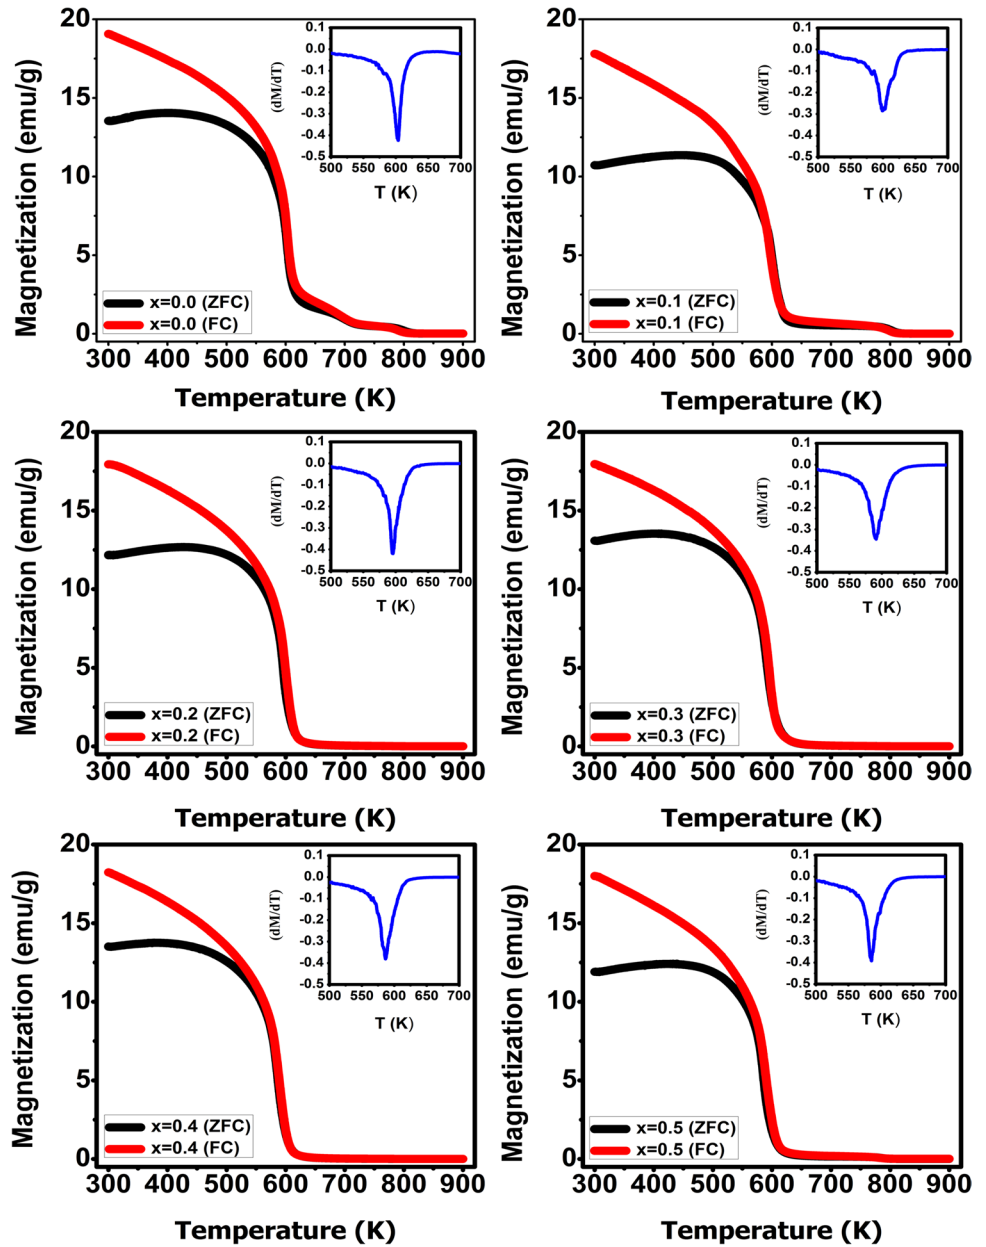 20
15
10
5
0
Magnetization (emu/g)
300 400 500 600 700 800 900
Temperature (K)
x=0.0 (ZFC)
x=0.0 (FC)
0.1
0.0
-0.1
-0.2
-0.3
-0.4
-0.5
(dM/dT)
500 550 600 650 700
T (K)
20
15
10
5
0
Magnetization (emu/g)
300 400 500 600 700 800 900
Temperature (K)
x=0.1 (ZFC)
x=0.1 (FC)
0.1
0.0
-0.1
-0.2
-0.3
-0.4
-0.5
(dM/dT)
500 550 600 650 700
T (K)
20
15
10
5
0
Magnetization (emu/g)
300 400 500 600 700 800 900
Temperature (K)
x=0.2 (ZFC)
x=0.2 (FC)
0.1
0.0
-0.1
-0.2
-0.3
-0.4
-0.5
(dM/dT)
500 550 600 650 700
T (K)
20
15
10
5
0
Magnetization (emu/g)
300 400 500 600 700 800 900
Temperature (K)
x=0.3 (ZFC)
x=0.3 (FC)
0.1
0.0
-0.1
-0.2
-0.3
-0.4
-0.5
(dM/dT)
500 550 600 650 700
T (K)
20
15
10
5
0
Magnetization (emu/g)
300 400 500 600 700 800 900
Temperature (K)
x=0.4 (ZFC)
x=0.4 (FC)
0.1
0.0
-0.1
-0.2
-0.3
-0.4
-0.5
(dM/dT)
500 550 600 650 700
T (K)
20
15
10
5
0
Magnetization (emu/g)
300 400 500 600 700 800 900
Temperature (K)
x=0.5 (ZFC)
x=0.5 (FC)
0.1
0.0
-0.1
-0.2
-0.3
-0.4
-0.5
(dM/dT)
500 550 600 650 700
T (K)